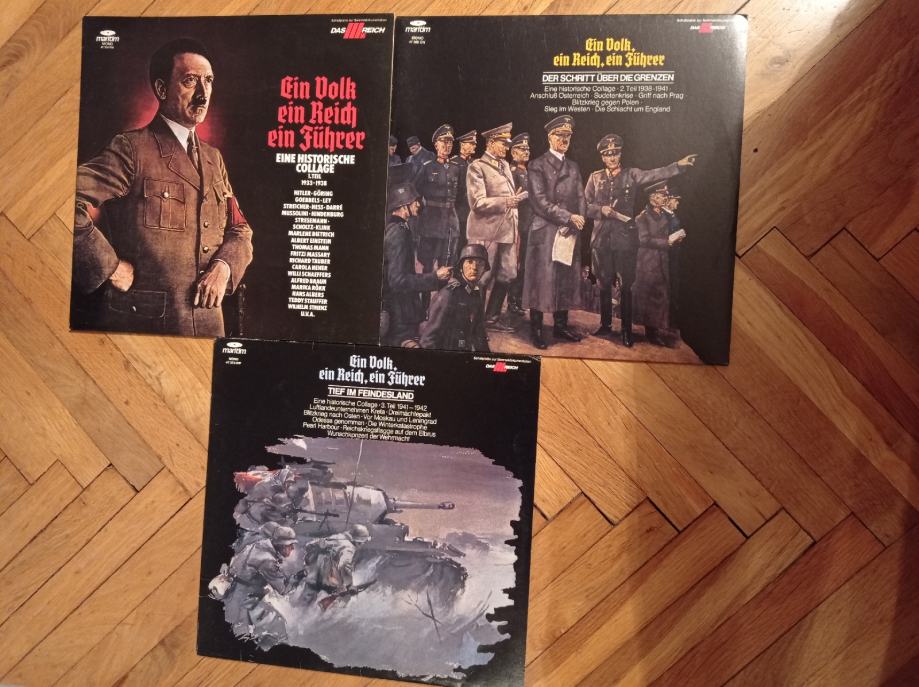 maritim
MONO
DAS III. REICH
Ein Volk
ein Reich
ein Führer
EINE HISTORISCHE
COLLAGE
1. TEIL
1933-1938
HITLER · GÖRING
GOEBBELS · LEY
STREICHER · HESS · DARRÉ
MUSSOLINI · HINDENBURG
STRESEMANN ·
SCHOLTZ-KLINK
MARLENE DIETRICH
ALBERT EINSTEIN
THOMAS MANN
FRITZI MASSARY
RICHARD TAUBER
WILLI SCHAEFFERS
ALFRED BRAUN
MARIKA RÖKK
HANS ALBERS
TEDDY STAUFFER
U.V.A.
maritim
DAS III. REICH
Ein Volk,
ein Reich, ein Führer
DER SCHRITT ÜBER DIE GRENZEN
Eine historische Collage · 2. Teil 1938-1941 ·
Anschluß Österreich · Sudetenkrise · Griff nach Prag ·
Blitzkrieg gegen Polen ·
Sieg im Westen · Die Schlacht um England
maritim
MONO
DAS III. REICH
Ein Volk,
ein Reich, ein Führer
TIEF IM FEINDESLAND
Eine historische Collage · 3. Teil 1941-1942
Luftlandeunternehmen Kreta · Dreimächtepakt
Blitzkrieg nach Osten · Vor Moskau und Leningrad
Odessa genommen · Die Winterkatastrophe
Pearl Harbour · Reichskriegsflagge auf dem Elbrus
Wunschkonzert der Wehrmacht